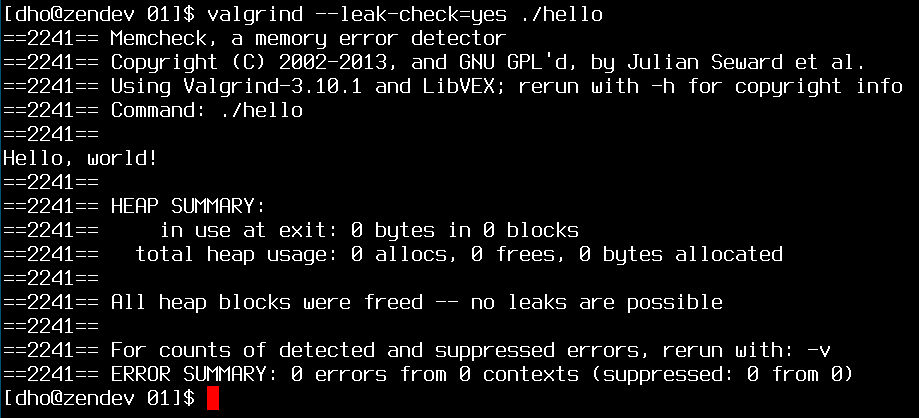 [dho@zendev 01]$ valgrind --leak-check=yes ./hello
==2241== Memcheck, a memory error detector
==2241== Copyright (C) 2002-2013, and GNU GPL'd, by Julian Seward et al.
==2241== Using Valgrind-3.10.1 and LibVEX; rerun with -h for copyright info
==2241== Command: ./hello
==2241==
Hello, world!
==2241==
==2241== HEAP SUMMARY:
==2241==     in use at exit: 0 bytes in 0 blocks
==2241==   total heap usage: 0 allocs, 0 frees, 0 bytes allocated
==2241==
==2241== All heap blocks were freed -- no leaks are possible
==2241==
==2241== For counts of detected and suppressed errors, rerun with: -v
==2241== ERROR SUMMARY: 0 errors from 0 contexts (suppressed: 0 from 0)
[dho@zendev 01]$